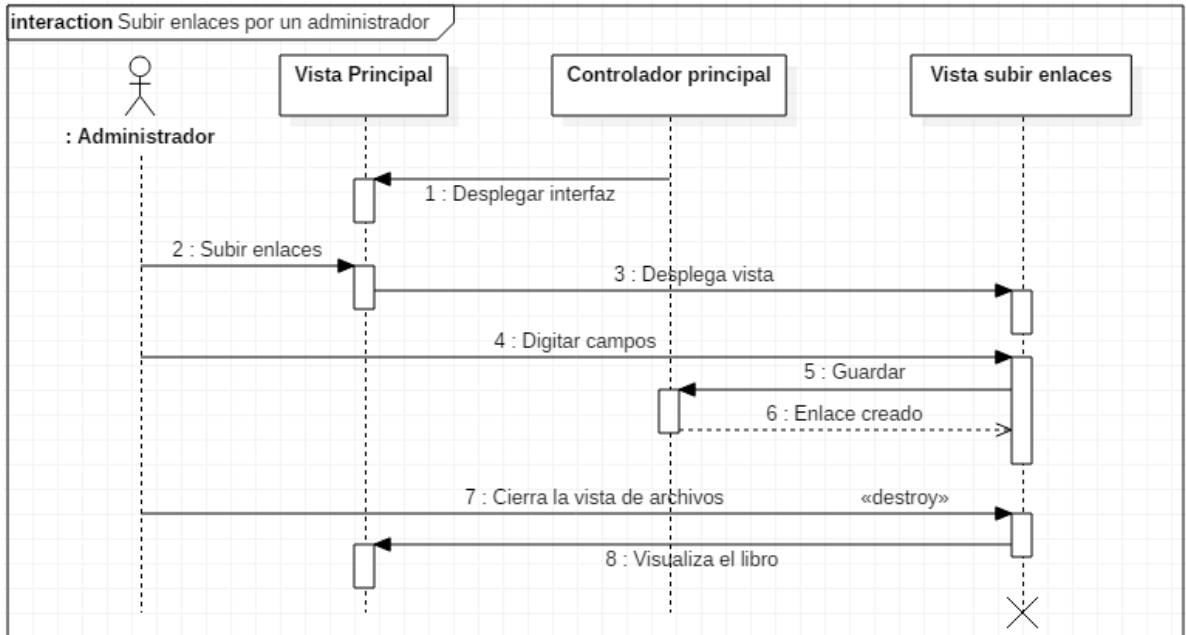 interaction Subir enlaces por un administrador
Vista Principal
Controlador principal
Vista subir enlaces
: Administrador
1 : Desplegar interfaz
2 : Subir enlaces
3 : Desplega vista
4 : Digitar campos
5 : Guardar
6 : Enlace creado
7 : Cierra la vista de archivos
«destroy»
8 : Visualiza el libro